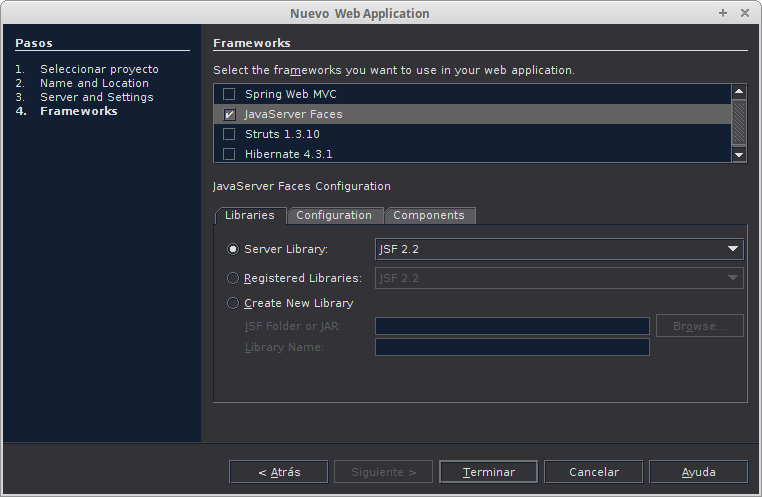 Nuevo Web Application
Pasos
1. Seleccionar proyecto
2. Name and Location
3. Server and Settings
4. Frameworks
Frameworks
Select the frameworks you want to use in your web application.
Spring Web MVC
JavaServer Faces
Struts 1.3.10
Hibernate 4.3.1
JavaServer Faces Configuration
Libraries Configuration Components
Server Library: JSF 2.2
Registered Libraries: JSF 2.2
Create New Library
JSF Folder or JAR: Browse...
Library Name:
< Atrás Siguiente > Terminar Cancelar Ayuda